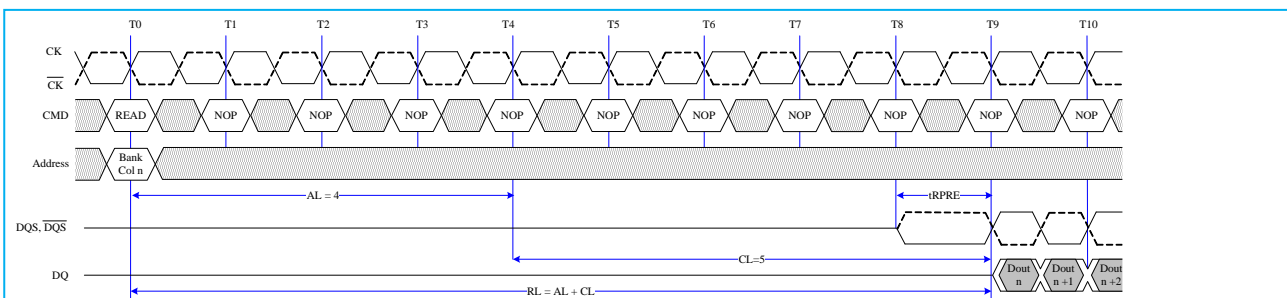 T0 T1 T2 T3 T4 T5 T6 T7 T8 T9 T10
CK
CK
CMD READ NOP NOP NOP NOP NOP NOP NOP NOP NOP NOP
Address Bank
Col n
AL = 4 tRPRE
DQS, DQS
CL=5
DQ Dout Dout Dout
n n +1 n +2
RL = AL + CL